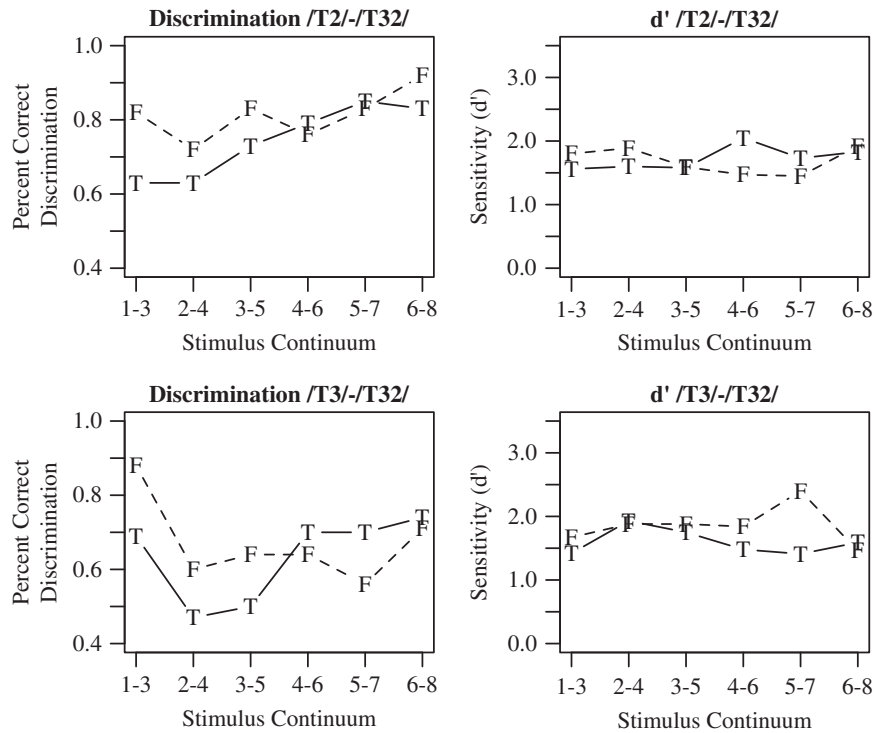 Discrimination /T2/-/T32/
Percent Correct
Discrimination
1.0
0.8
0.6
0.4
F F F F F F
T T T T T T
1-3 2-4 3-5 4-6 5-7 6-8
Stimulus Continuum
d' /T2/-/T32/
Sensitivity (d')
3.0
2.0
1.0
0.0
F F F F F F
T T T T T T
1-3 2-4 3-5 4-6 5-7 6-8
Stimulus Continuum
Discrimination /T3/-/T32/
Percent Correct
Discrimination
1.0
0.8
0.6
0.4
F F F F F F
T T T T T T
1-3 2-4 3-5 4-6 5-7 6-8
Stimulus Continuum
d' /T3/-/T32/
Sensitivity (d')
3.0
2.0
1.0
0.0
F F F F F F
T T T T T T
1-3 2-4 3-5 4-6 5-7 6-8
Stimulus Continuum